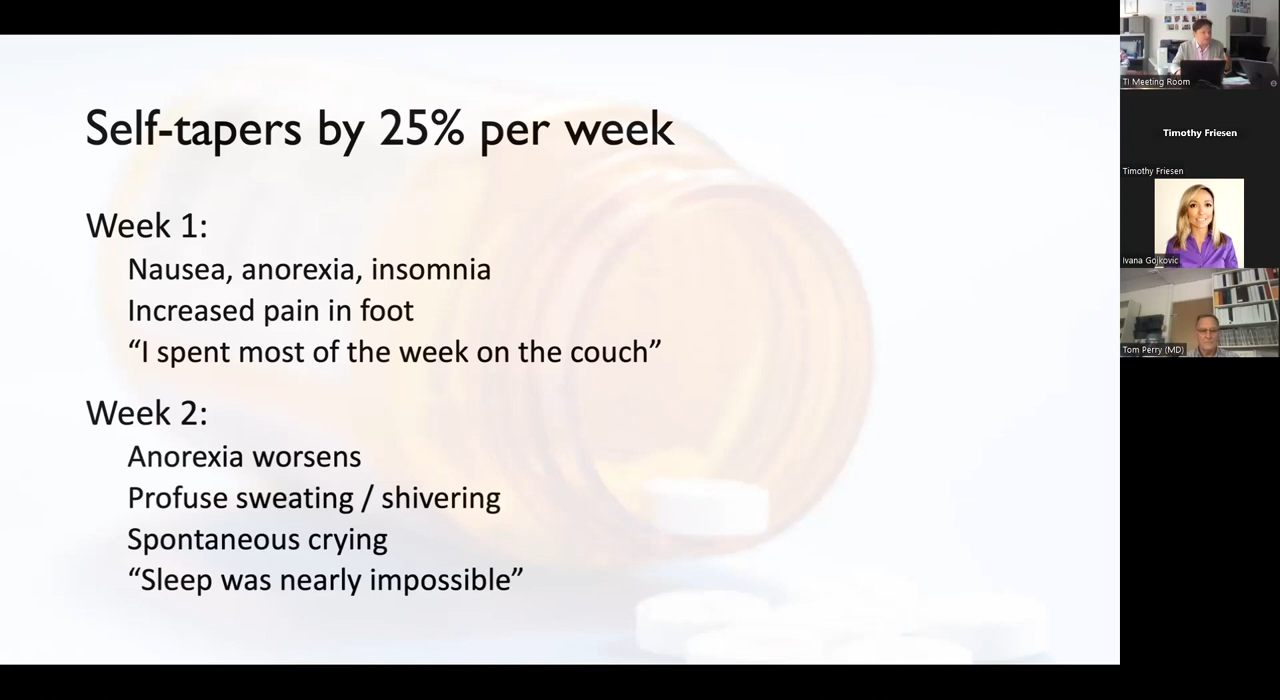 Self-tapers by 25% per week
Week 1:
Nausea, anorexia, insomnia
Increased pain in foot
“I spent most of the week on the couch”
Week 2:
Anorexia worsens
Profuse sweating / shivering
Spontaneous crying
“Sleep was nearly impossible”
TI Meeting Room
Timothy Friesen
Timothy Friesen
Ivana Gojkovic
Tom Perry (MD)